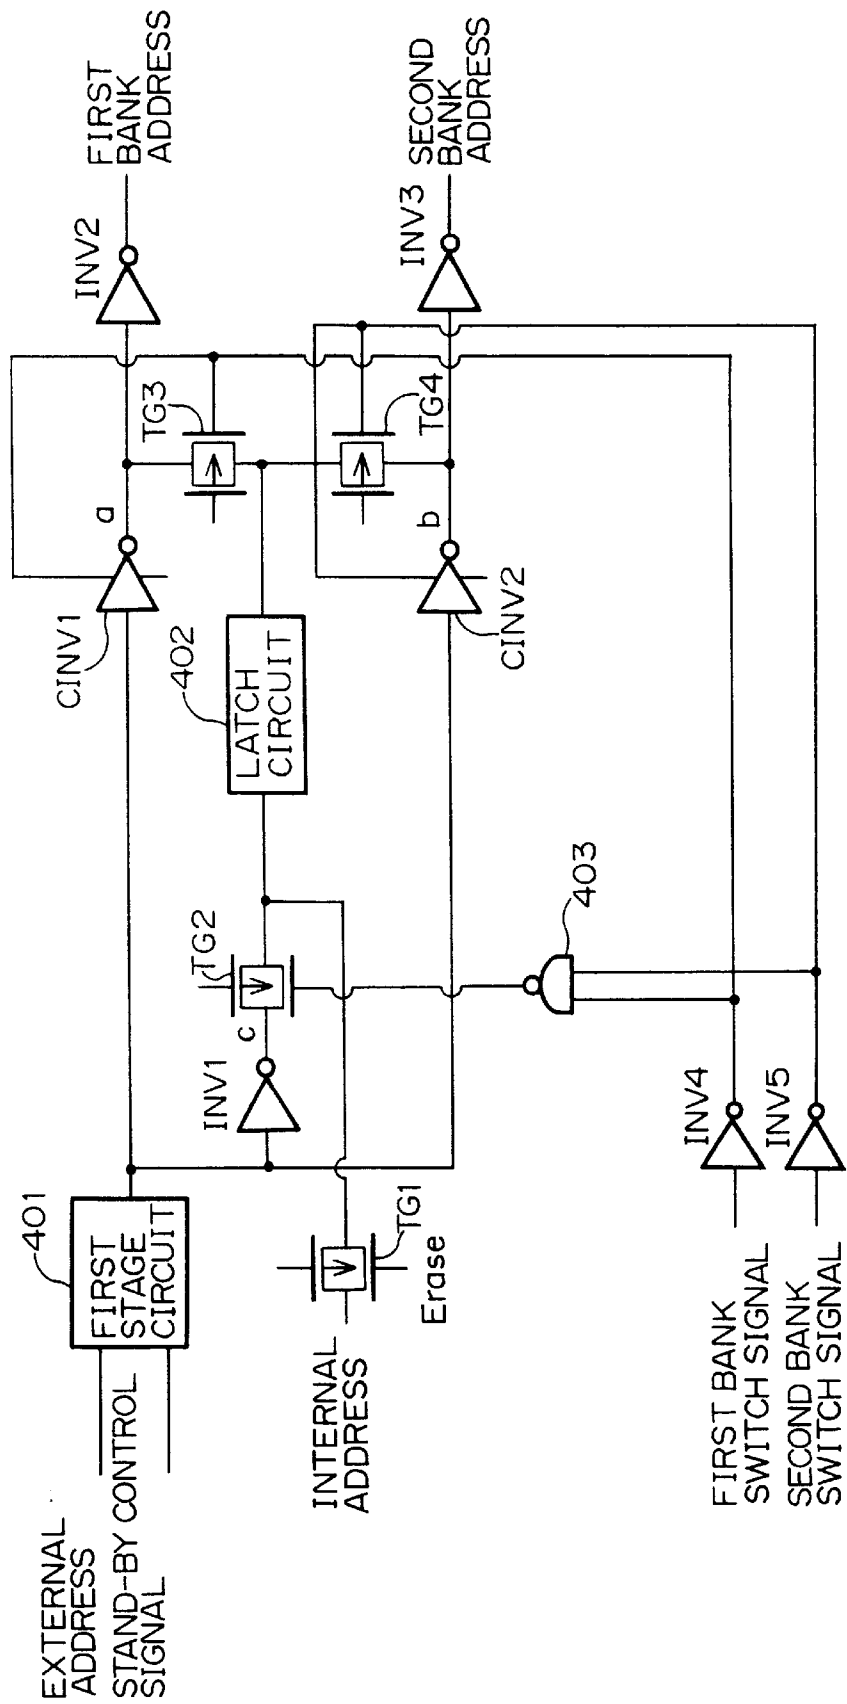 EXTERNAL
ADDRESS
STAND-BY CONTROL
SIGNAL
401
FIRST
STAGE
CIRCUIT
INTERNAL
ADDRESS
TG1
Erase
INV1
c
TG2
402
LATCH
CIRCUIT
CINV1
a
INV2
FIRST
BANK
ADDRESS
TG3
TG4
b
CINV2
INV3
SECOND
BANK
ADDRESS
403
FIRST BANK
SWITCH SIGNAL
INV4
SECOND BANK
SWITCH SIGNAL
INV5